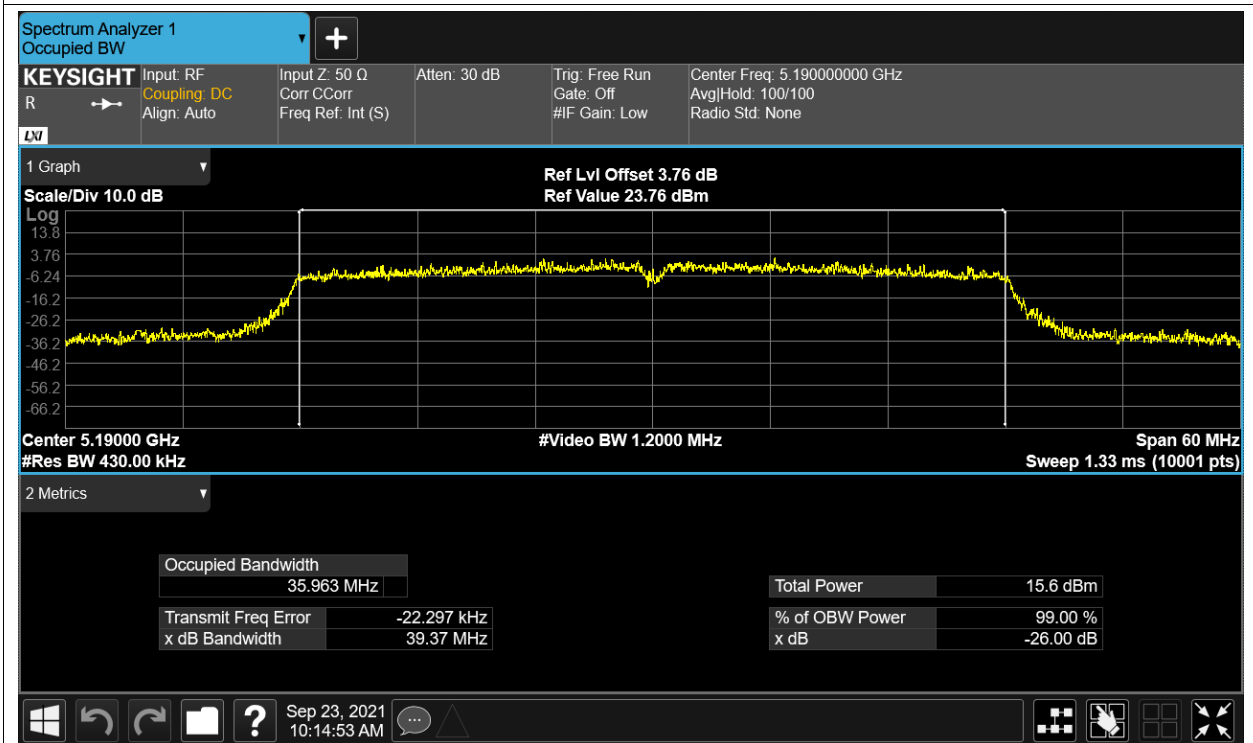 Spectrum Analyzer 1
Occupied BW
+
KEYSIGHT
R
LXI
Input: RF
Coupling: DC
Align: Auto
Input Z: 50 Ω
Corr CCorr
Freq Ref: Int (S)
Atten: 30 dB
Trig: Free Run
Gate: Off
#IF Gain: Low
Center Freq: 5.190000000 GHz
Avg|Hold: 100/100
Radio Std: None
1 Graph
Scale/Div 10.0 dB
Ref Lvl Offset 3.76 dB
Ref Value 23.76 dBm
Log
13.8
3.76
-6.24
-16.2
-26.2
-36.2
-46.2
-56.2
-66.2
Center 5.19000 GHz
#Video BW 1.2000 MHz
Span 60 MHz
#Res BW 430.00 kHz
Sweep 1.33 ms (10001 pts)
2 Metrics
Occupied Bandwidth
35.963 MHz
Total Power 15.6 dBm
Transmit Freq Error -22.297 kHz
% of OBW Power 99.00 %
x dB Bandwidth 39.37 MHz
x dB -26.00 dB
?
Sep 23, 2021
10:14:53 AM